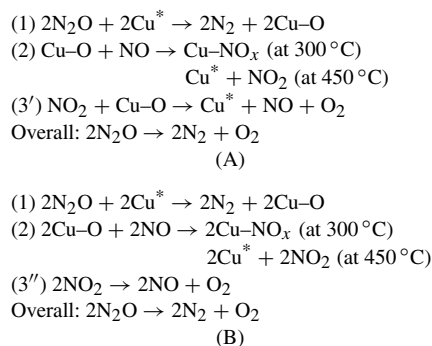 (1) 2N₂O + 2Cu* → 2N₂ + 2Cu–O
(2) Cu–O + NO → Cu–NOₓ (at 300 °C)
Cu* + NO₂ (at 450 °C)
(3′) NO₂ + Cu–O → Cu* + NO + O₂
Overall: 2N₂O → 2N₂ + O₂
(A)
(1) 2N₂O + 2Cu* → 2N₂ + 2Cu–O
(2) 2Cu–O + 2NO → 2Cu–NOₓ (at 300 °C)
2Cu* + 2NO₂ (at 450 °C)
(3″) 2NO₂ → 2NO + O₂
Overall: 2N₂O → 2N₂ + O₂
(B)